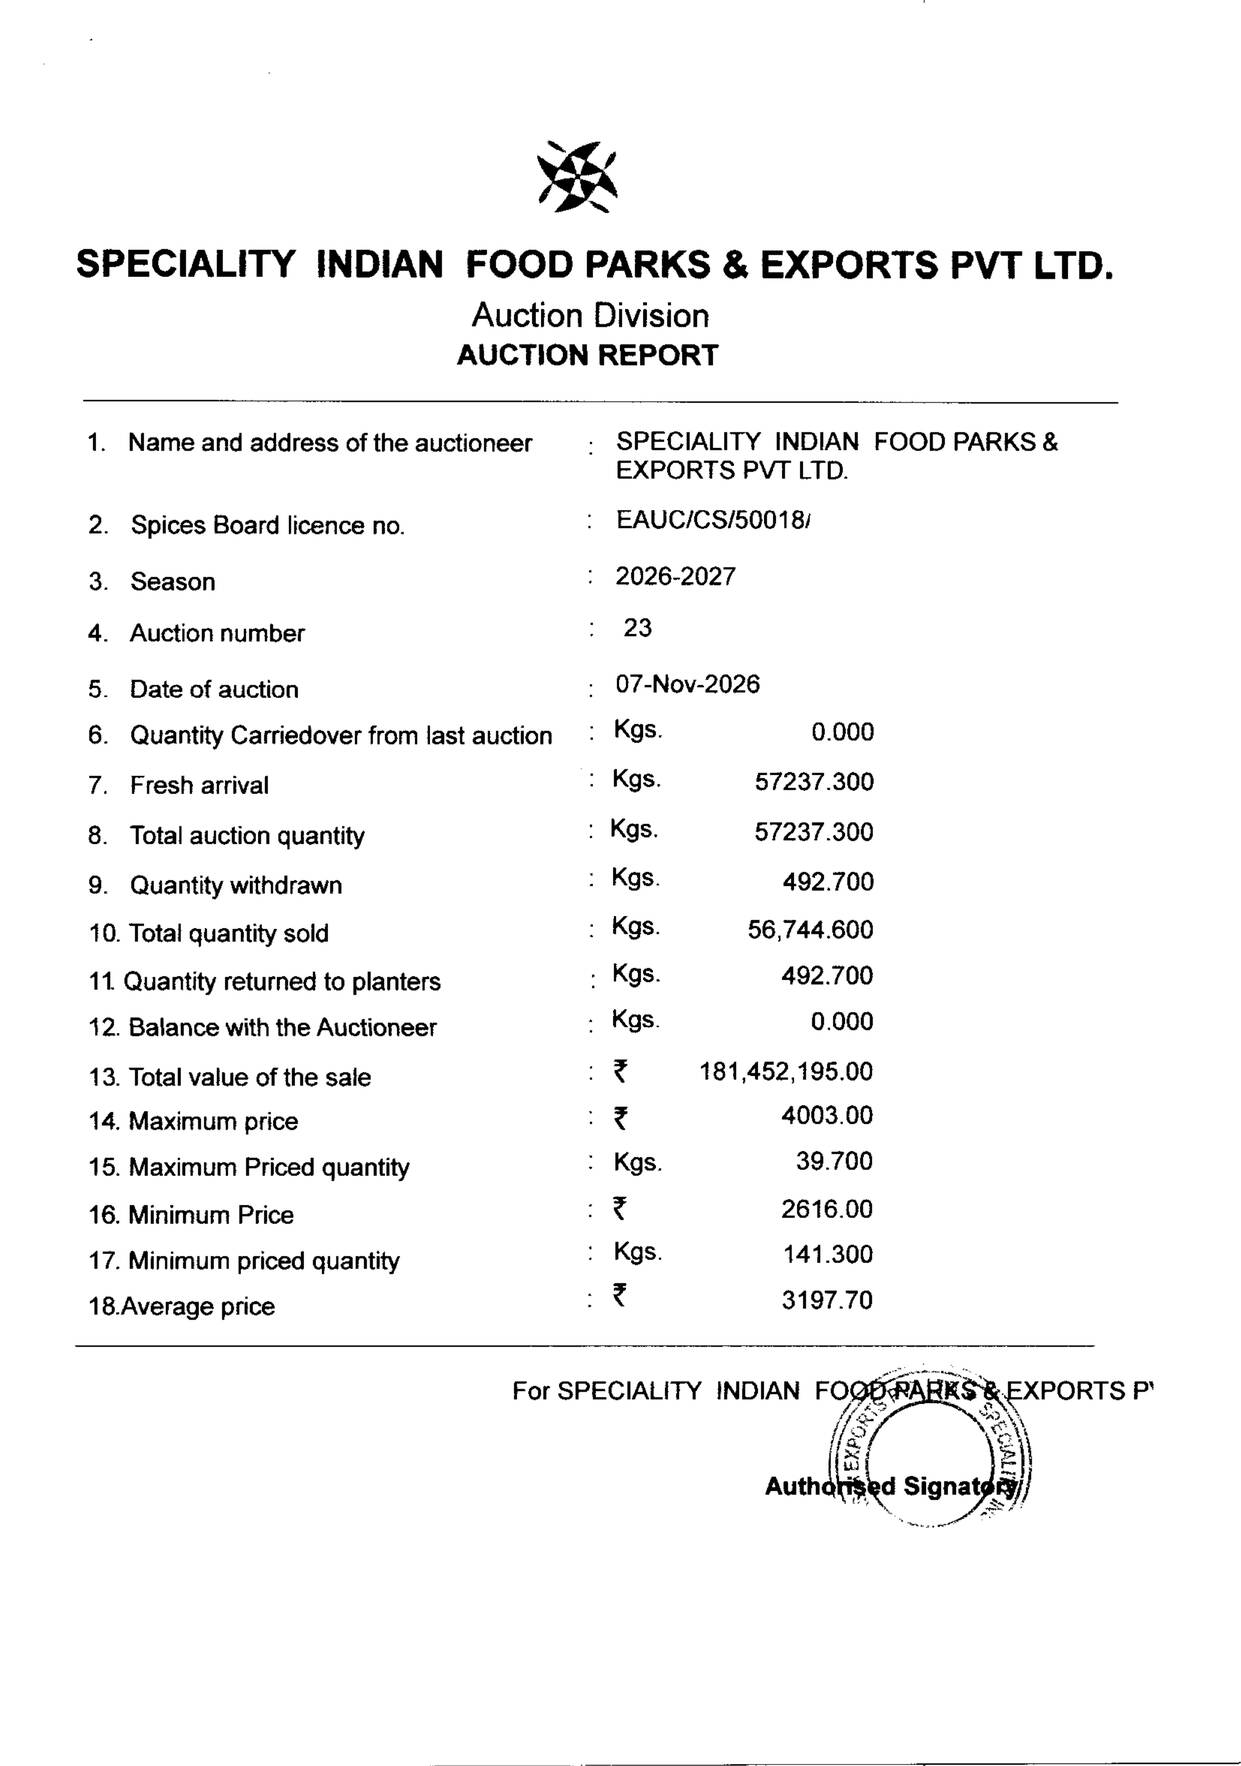 SPECIALITY INDIAN FOOD PARKS & EXPORTS PVT LTD.
Auction Division
AUCTION REPORT
1. Name and address of the auctioneer : SPECIALITY INDIAN FOOD PARKS &
EXPORTS PVT LTD.
2. Spices Board licence no. : EAUC/CS/50018/
3. Season : 2026-2027
4. Auction number : 23
5. Date of auction : 07-Nov-2026
6. Quantity Carriedover from last auction : Kgs. 0.000
7. Fresh arrival : Kgs. 57237.300
8. Total auction quantity : Kgs. 57237.300
9. Quantity withdrawn : Kgs. 492.700
10. Total quantity sold : Kgs. 56,744.600
11. Quantity returned to planters : Kgs. 492.700
12. Balance with the Auctioneer : Kgs. 0.000
13. Total value of the sale : ₹ 181,452,195.00
14. Maximum price : ₹ 4003.00
15. Maximum Priced quantity : Kgs. 39.700
16. Minimum Price : ₹ 2616.00
17. Minimum priced quantity : Kgs. 141.300
18.Average price : ₹ 3197.70
For SPECIALITY INDIAN FOOD PARKS & EXPORTS P
EXPORTS P
SPECIALITY IN
Authorised Signatory